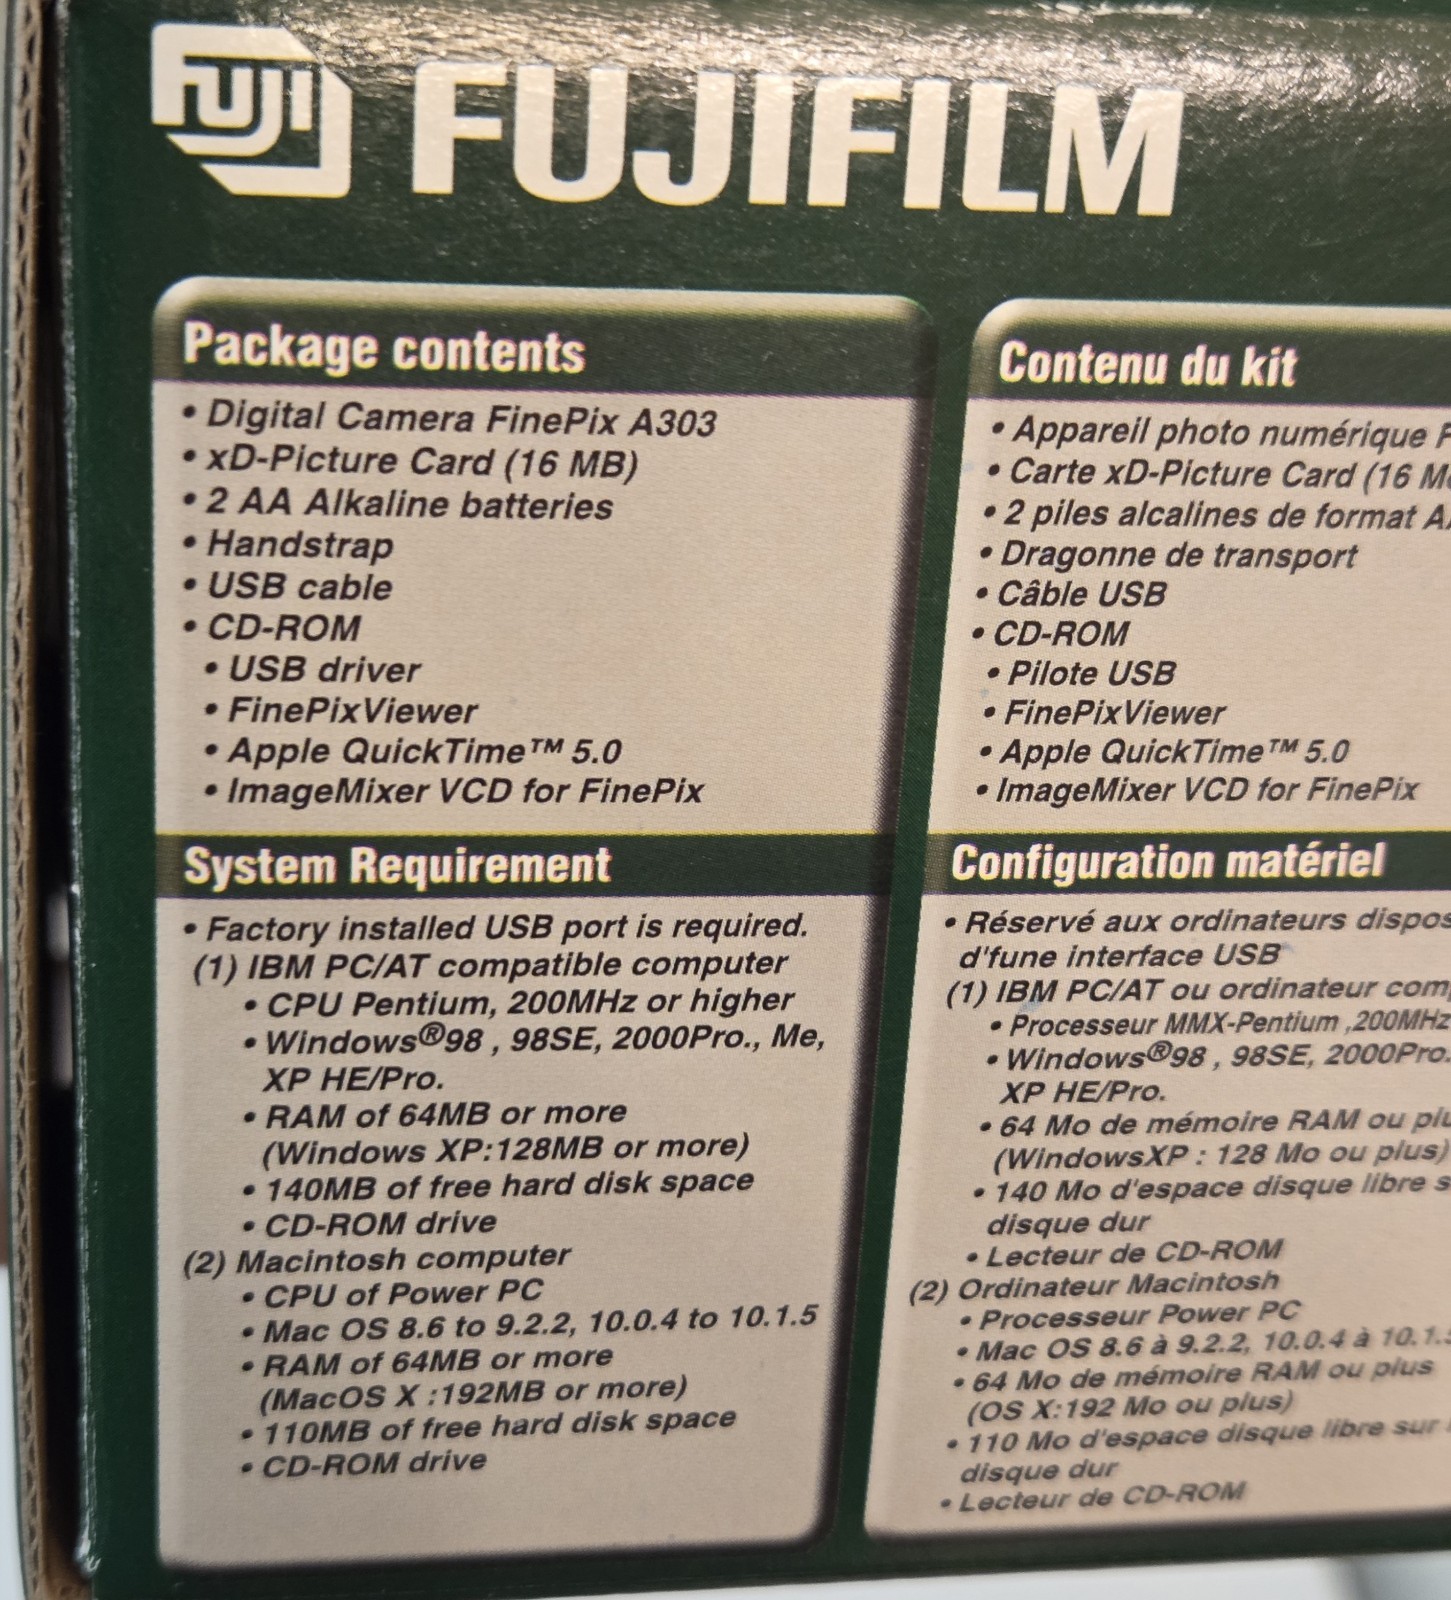 FUJI FUJIFILM
Package contents
• Digital Camera FinePix A303
• xD-Picture Card (16 MB)
• 2 AA Alkaline batteries
• Handstrap
• USB cable
• CD-ROM
• USB driver
• FinePixViewer
• Apple QuickTime™ 5.0
• ImageMixer VCD for FinePix
System Requirement
• Factory installed USB port is required.
(1) IBM PC/AT compatible computer
• CPU Pentium, 200MHz or higher
• Windows®98 , 98SE, 2000Pro., Me,
XP HE/Pro.
• RAM of 64MB or more
(Windows XP:128MB or more)
• 140MB of free hard disk space
• CD-ROM drive
(2) Macintosh computer
• CPU of Power PC
• Mac OS 8.6 to 9.2.2, 10.0.4 to 10.1.5
• RAM of 64MB or more
(MacOS X :192MB or more)
• 110MB of free hard disk space
• CD-ROM drive
Contenu du kit
• Appareil photo numérique
• Carte xD-Picture Card (16
• 2 piles alcalines de format
• Dragonne de transport
• Câble USB
• CD-ROM
• Pilote USB
• FinePixViewer
• Apple QuickTime™ 5.0
• ImageMixer VCD for FinePix
Configuration matériel
• Réservé aux ordinateurs
d'fune interface USB
(1) IBM PC/AT ou ordinateur
• Processeur MMX-Pentium ,200MHz
• Windows®98 , 98SE, 2000Pro.
XP HE/Pro.
• 64 Mo de mémoire RAM ou
(WindowsXP : 128 Mo ou plus)
• 140 Mo d'espace disque libre
disque dur
• Lecteur de CD-ROM
(2) Ordinateur Macintosh
• Processeur Power PC
• Mac OS 8.6 à 9.2.2, 10.0.4 à 10.1.5
• 64 Mo de mémoire RAM ou plus
(OS X:192 Mo ou plus)
• 110 Mo d'espace disque libre sur
disque dur
• Lecteur de CD-ROM